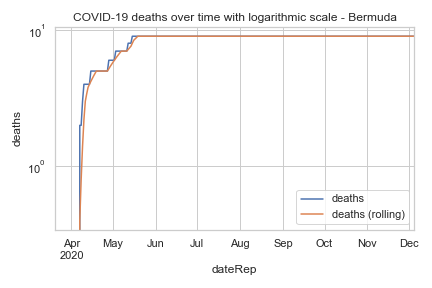 COVID-19 deaths over time with logarithmic scale - Bermuda
10¹
10⁰
deaths
deaths
deaths (rolling)
Apr
2020
May
Jun
Jul
Aug
Sep
Oct
Nov
Dec
dateRep